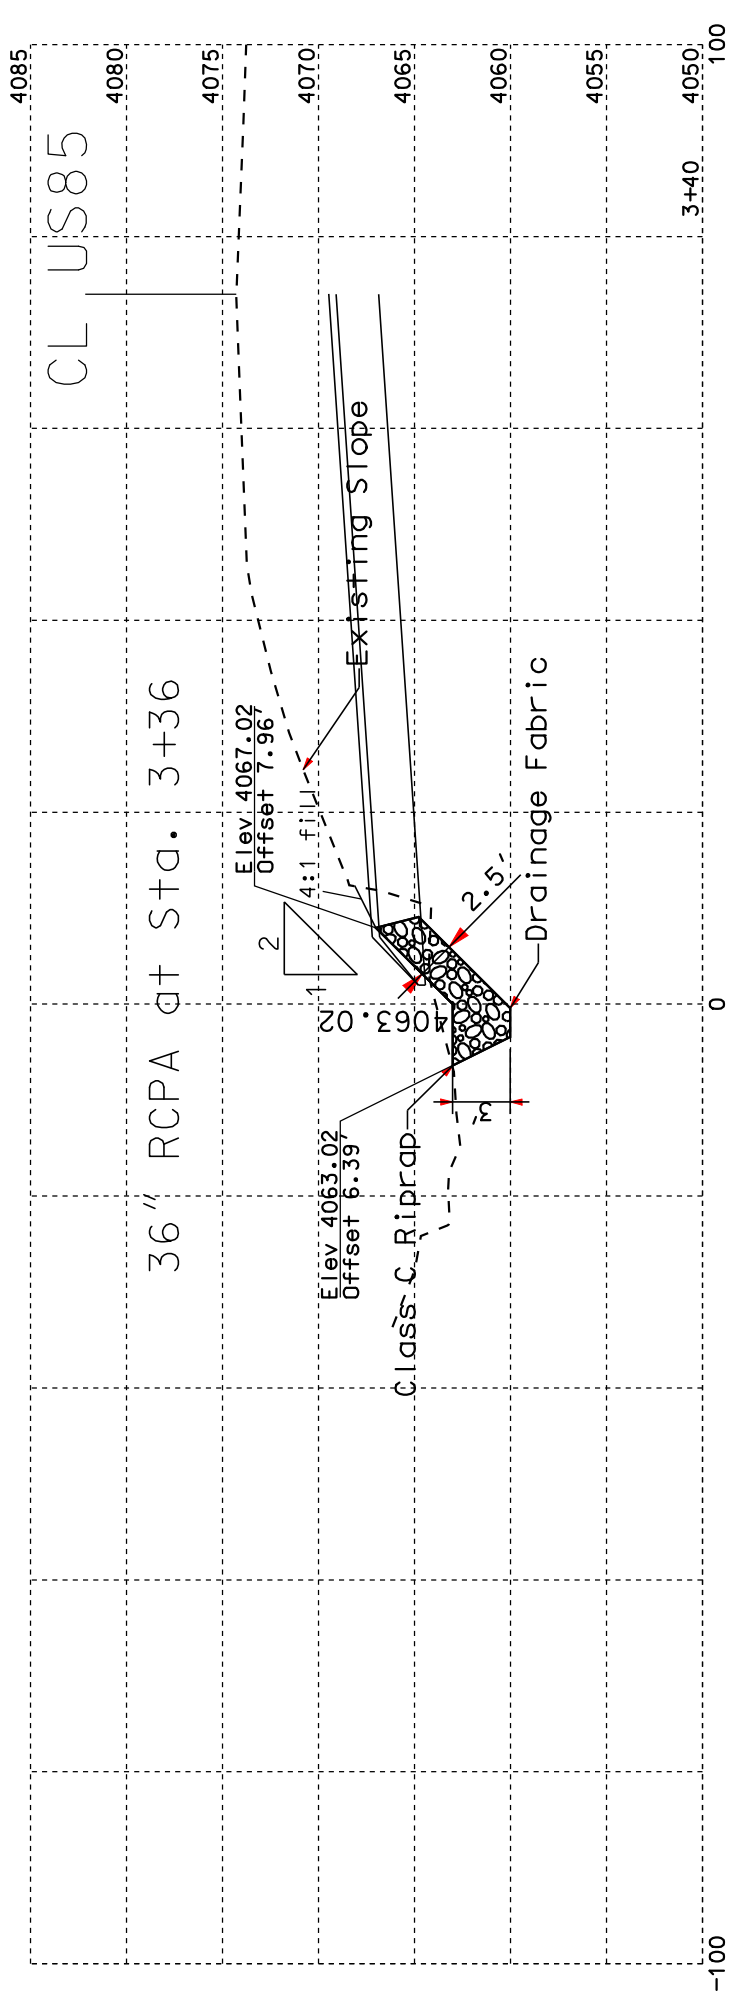 36" RCPA at Sta. 3+36
CL US85
4085
4080
4075
4070
4065
4060
4055
4050
-100
0
100
3+40
Elev 4067.02
Offset 7.96'
4:1 fill
2
1
Existing Slope
4063.02
Elev 4063.02
Offset 6.39'
Class C Riprap
3'
2.5'
Drainage Fabric